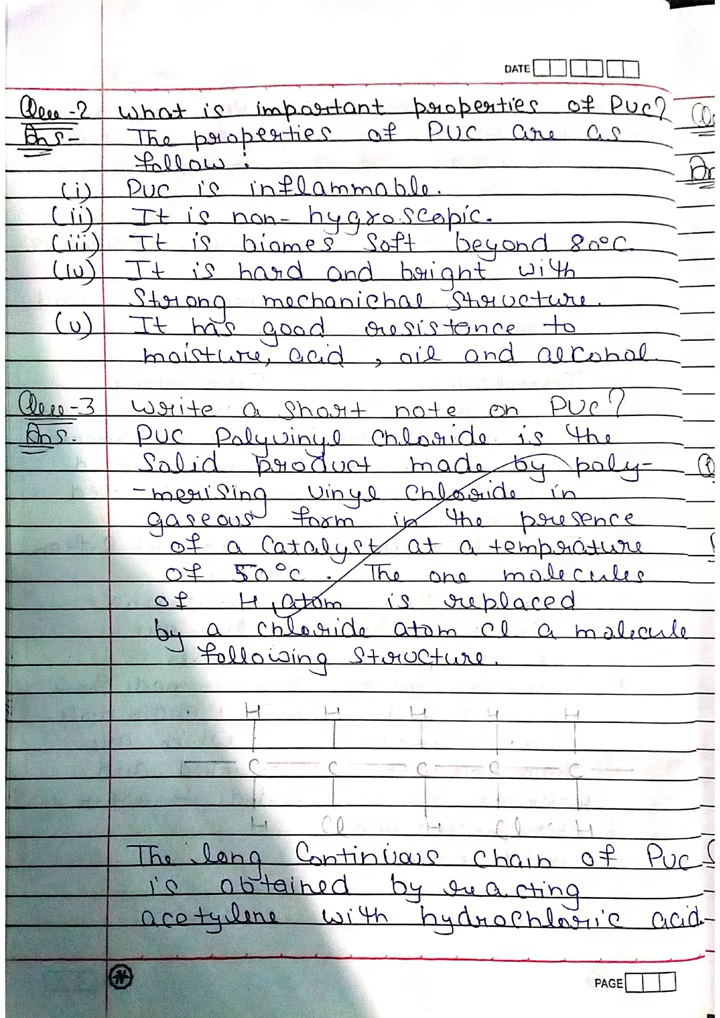 DATE
Que-2 What is important properties of PVC?
Ans- The properties of PVC are as
follow:
(i) PVC is inflammable.
(ii) It is non-hygroscopic.
(iii) It is biomes soft beyond 80°C
(iv) It is hard and bright with
strong mechanichal structure.
(v) It has good resistance to
moisture, acid, oil and alkohol.
Que-3 Write a short note on PVC?
Ans. PVC Polyvinyl chloride is the
Solid product made by poly-
-merising vinyl chloride in
gaseous form in the presence
of a catalyst at a temprature
of 50°C. The one molecules
of H atom is replaced
by a chloride atom Cl a molecule
following structure.
H H H H H
C C C C C
H Cl H Cl H
The long Continious chain of PVC
is obtained by reacting
acetylene with hydrochloric acid
PAGE